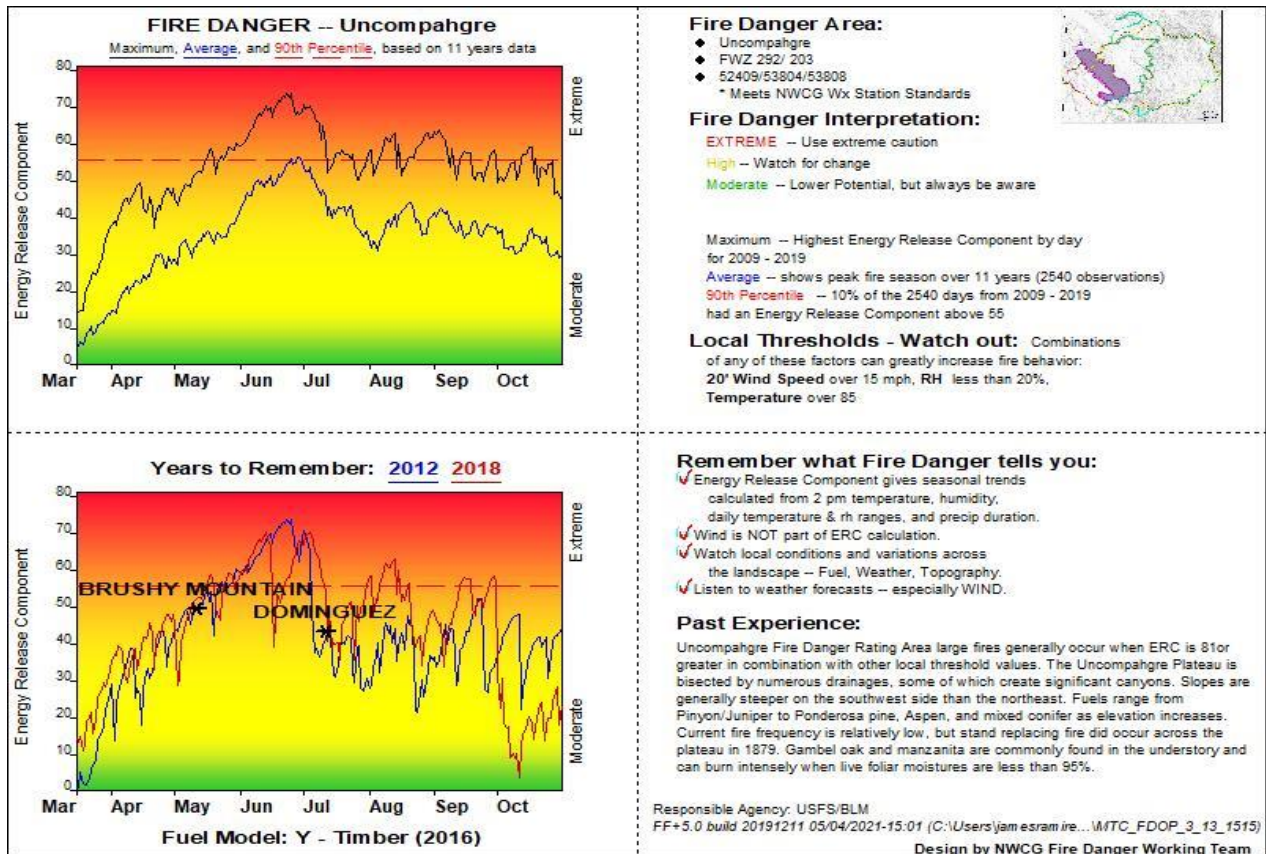 FIRE DANGER -- Uncompahgre
Maximum, Average, and 90th Percentile, based on 11 years data
80
70
60
50
40
30
20
10
0
Energy Release Component
Extreme
Moderate
Mar Apr May Jun Jul Aug Sep Oct
Fire Danger Area:
◆ Uncompahgre
◆ FWZ 292/ 203
◆ 52409/53804/53808
* Meets NWCG Wx Station Standards
Fire Danger Interpretation:
EXTREME -- Use extreme caution
High -- Watch for change
Moderate -- Lower Potential, but always be aware
Maximum -- Highest Energy Release Component by day
for 2009 - 2019
Average -- shows peak fire season over 11 years (2540 observations)
90th Percentile -- 10% of the 2540 days from 2009 - 2019
had an Energy Release Component above 55
Local Thresholds - Watch out: Combinations
of any of these factors can greatly increase fire behavior:
20' Wind Speed over 15 mph, RH less than 20%,
Temperature over 85
Years to Remember: 2012 2018
80
70
60
50
40
30
20
10
0
Energy Release Component
Extreme
Moderate
BRUSHY MOUNTAIN
DOMINGUEZ
Mar Apr May Jun Jul Aug Sep Oct
Fuel Model: Y - Timber (2016)
Remember what Fire Danger tells you:
Energy Release Component gives seasonal trends
calculated from 2 pm temperature, humidity,
daily temperature & rh ranges, and precip duration.
Wind is NOT part of ERC calculation.
Watch local conditions and variations across
the landscape -- Fuel, Weather, Topography.
Listen to weather forecasts -- especially WIND.
Past Experience:
Uncompahgre Fire Danger Rating Area large fires generally occur when ERC is 81or
greater in combination with other local threshold values. The Uncompahgre Plateau is
bisected by numerous drainages, some of which create significant canyons. Slopes are
generally steeper on the southwest side than the northeast. Fuels range from
Pinyon/Juniper to Ponderosa pine, Aspen, and mixed conifer as elevation increases.
Current fire frequency is relatively low, but stand replacing fire did occur across the
plateau in 1879. Gambel oak and manzanita are commonly found in the understory and
can burn intensely when live foliar moistures are less than 95%.
Responsible Agency: USFS/BLM
FF+5.0 build 20191211 05/04/2021-15:01 (C:\Users\jamesramire...\MTC_FDOP_3_13_1515)
Design by NWCG Fire Danger Working Team